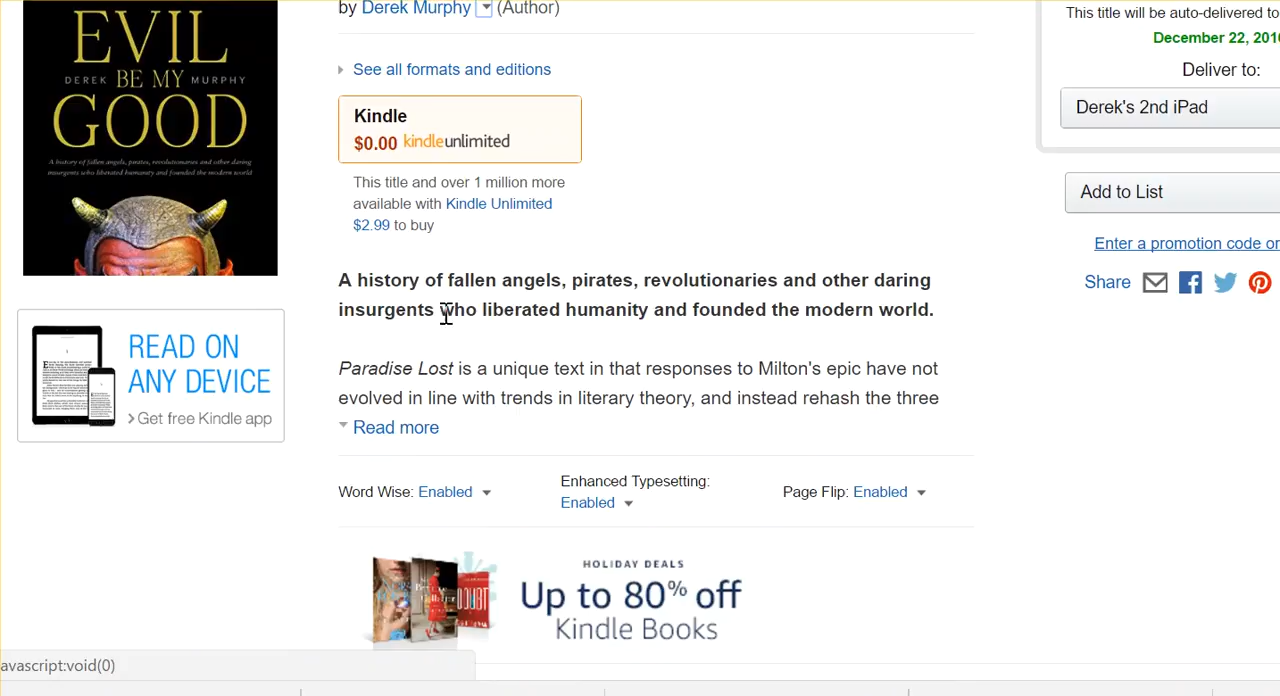 EVIL
DEREK BE MY MURPHY
GOOD
A history of fallen angels, pirates, revolutionaries and other daring
insurgents who liberated humanity and founded the modern world
READ ON
ANY DEVICE
› Get free Kindle app
by Derek Murphy (Author)
See all formats and editions
Kindle
$0.00 kindleunlimited
This title and over 1 million more
available with Kindle Unlimited
$2.99 to buy
A history of fallen angels, pirates, revolutionaries and other daring
insurgents who liberated humanity and founded the modern world.
Paradise Lost is a unique text in that responses to Milton's epic have not
evolved in line with trends in literary theory, and instead rehash the three
Read more
Word Wise: Enabled
Enhanced Typesetting:
Enabled
Page Flip: Enabled
HOLIDAY DEALS
Up to 80% off
Kindle Books
DOUBT
This title will be auto-delivered to
December 22, 201
Deliver to:
Derek's 2nd iPad
Add to List
Enter a promotion code or
Share
avascript:void(0)